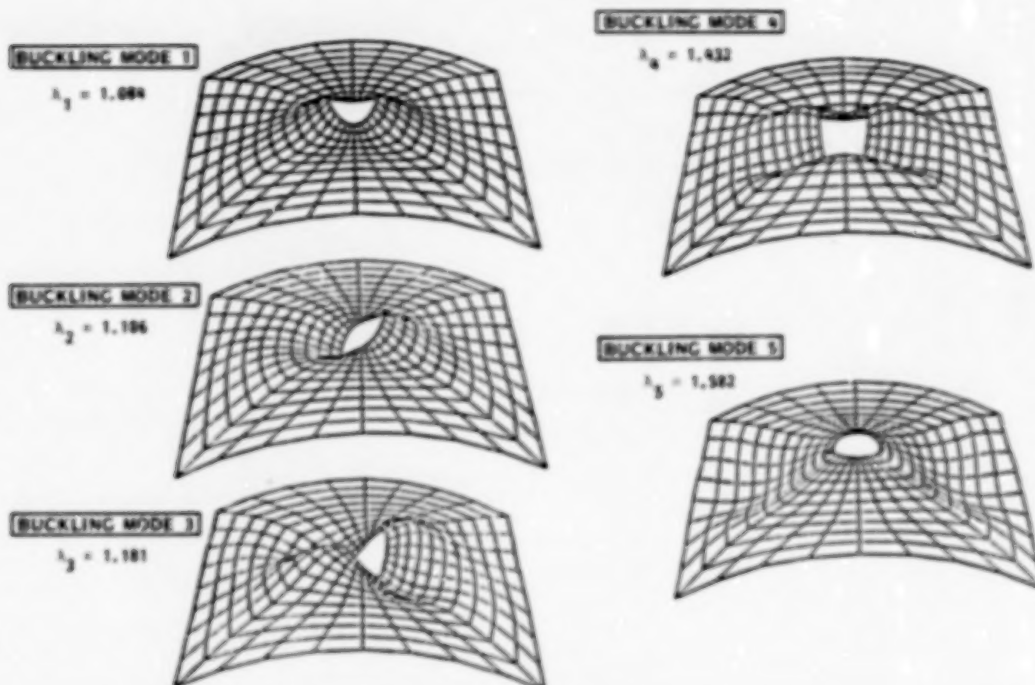 BUCKLING MODE 1
λ₁ = 1.084
BUCKLING MODE 2
λ₂ = 1.106
BUCKLING MODE 3
λ₃ = 1.181
BUCKLING MODE 4
λ₄ = 1.432
BUCKLING MODE 5
λ₅ = 1.502